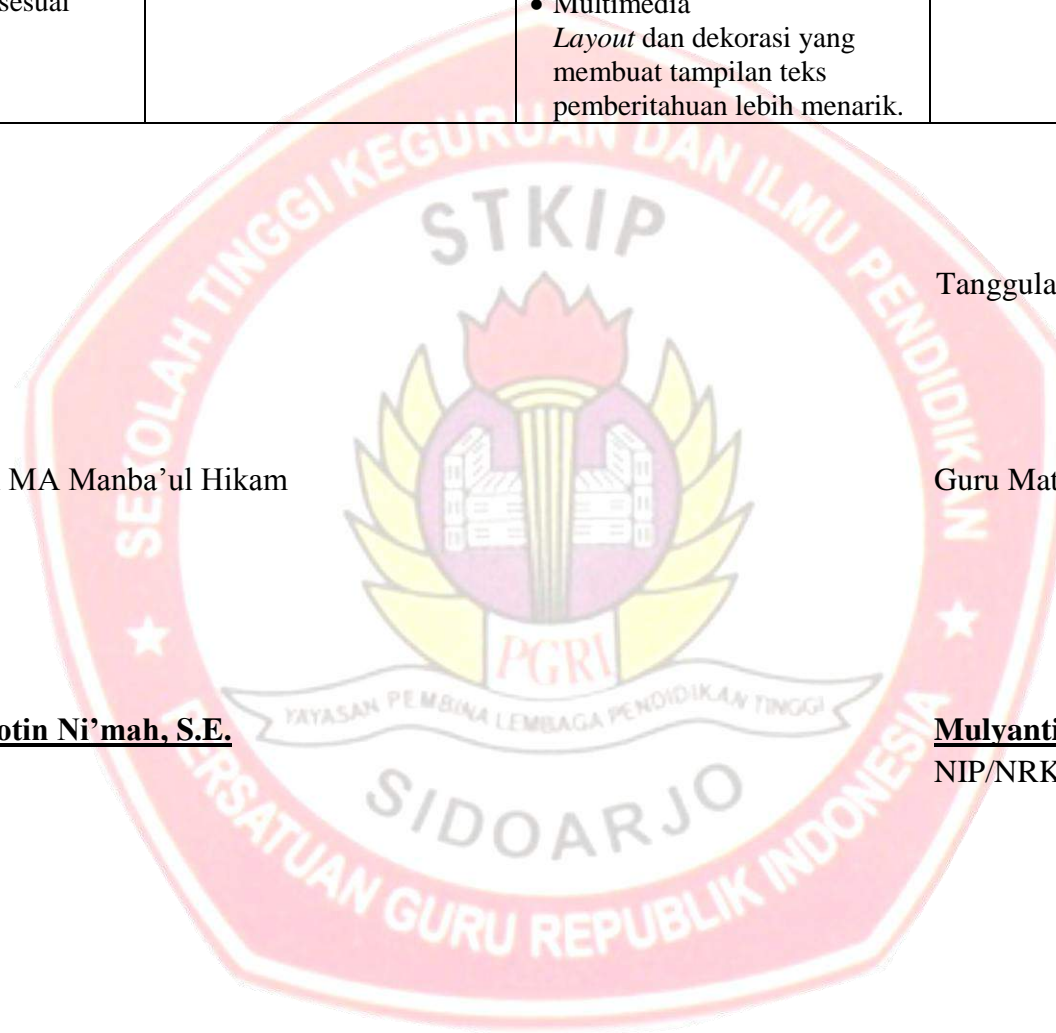 sesuai
• Multimedia
Layout dan dekorasi yang
membuat tampilan teks
pemberitahuan lebih menarik.
SEKOLAH TINGGI KEGURUAN DAN ILMU PENDIDIKAN
STKIP
Tanggula
MA Manba’ul Hikam
Guru Mat
PGRI
YAYASAN PEMBINA LEMBAGA PENDIDIKAN TINGGI
otin Ni’mah, S.E.
Mulyanti
NIP/NRK
SIDOARJO
PERSATUAN GURU REPUBLIK INDONESIA